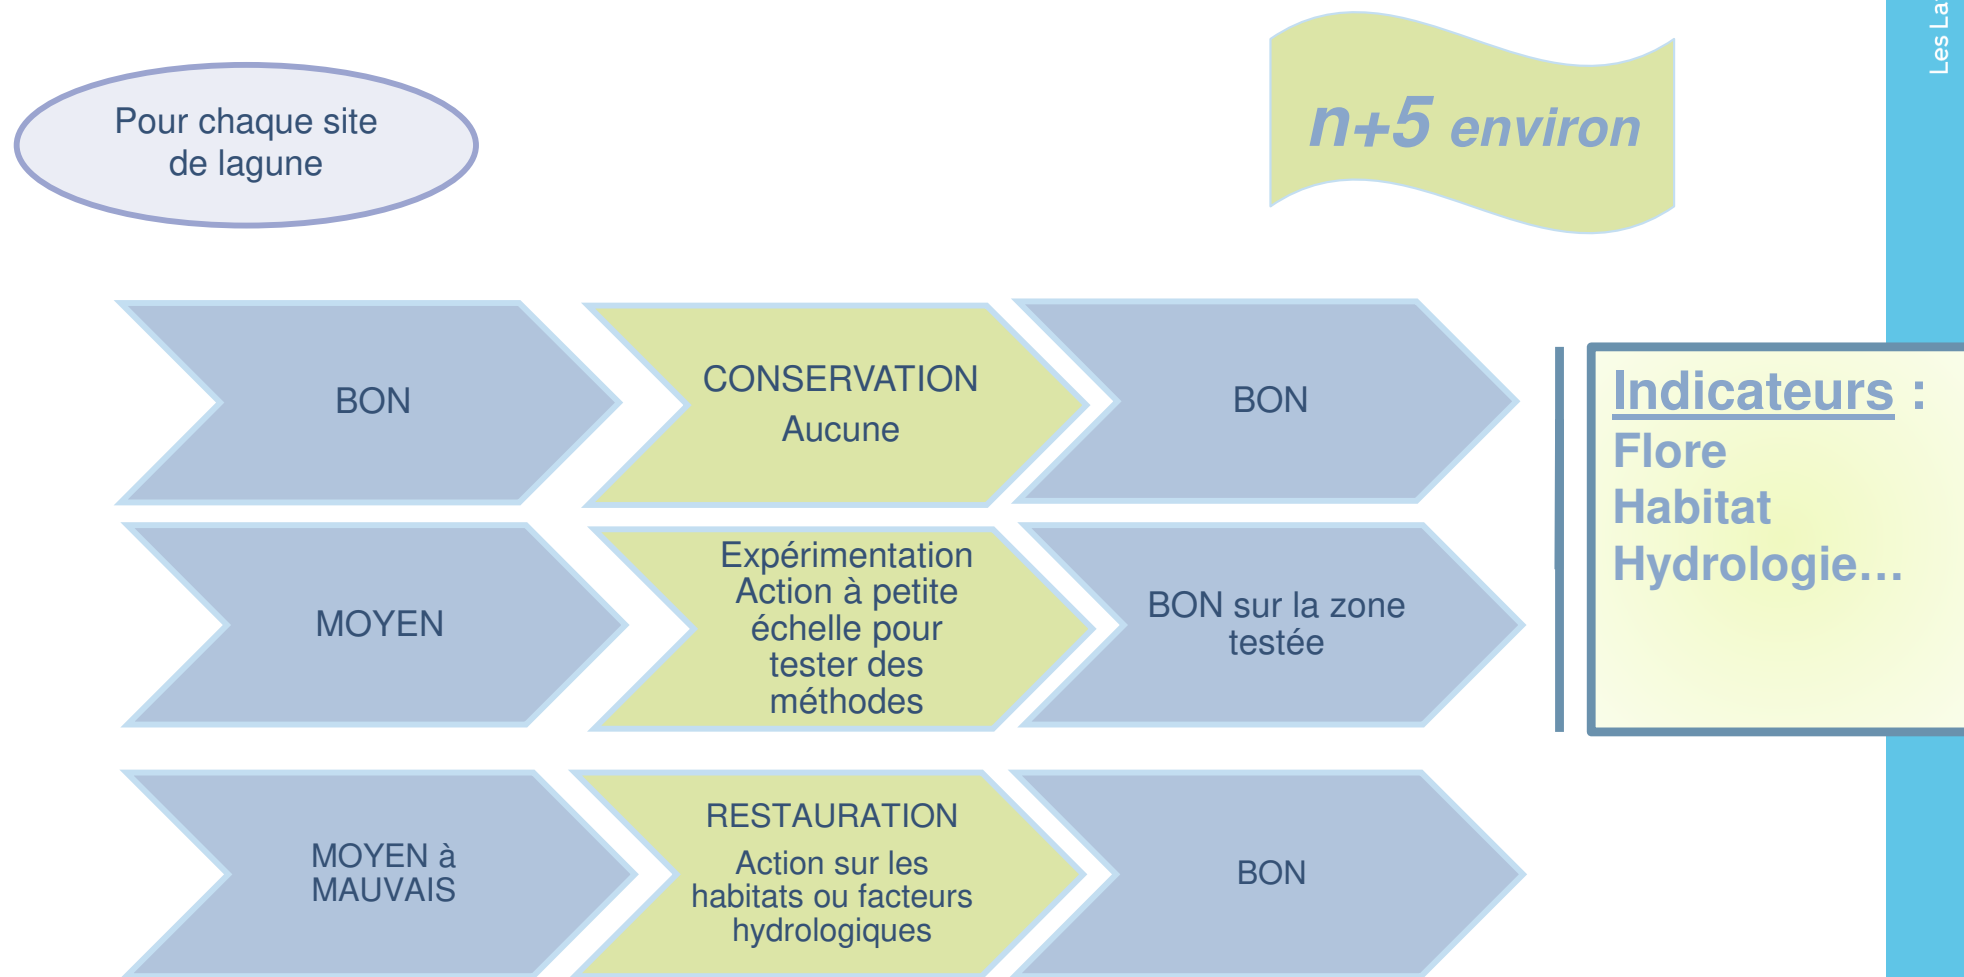 Les La
Pour chaque site
de lagune
n+5 environ
BON
CONSERVATION
Aucune
BON
MOYEN
Expérimentation
Action à petite
échelle pour
tester des
méthodes
BON sur la zone
testée
MOYEN à
MAUVAIS
RESTAURATION
Action sur les
habitats ou facteurs
hydrologiques
BON
Indicateurs :
Flore
Habitat
Hydrologie…